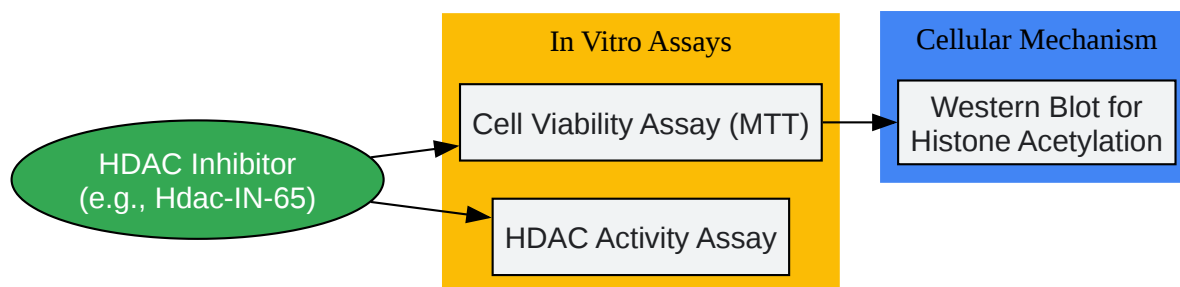 In Vitro Assays
Cellular Mechanism
Cell Viability Assay (MTT)
Western Blot for
Histone Acetylation
HDAC Inhibitor
(e.g., Hdac-IN-65)
HDAC Activity Assay